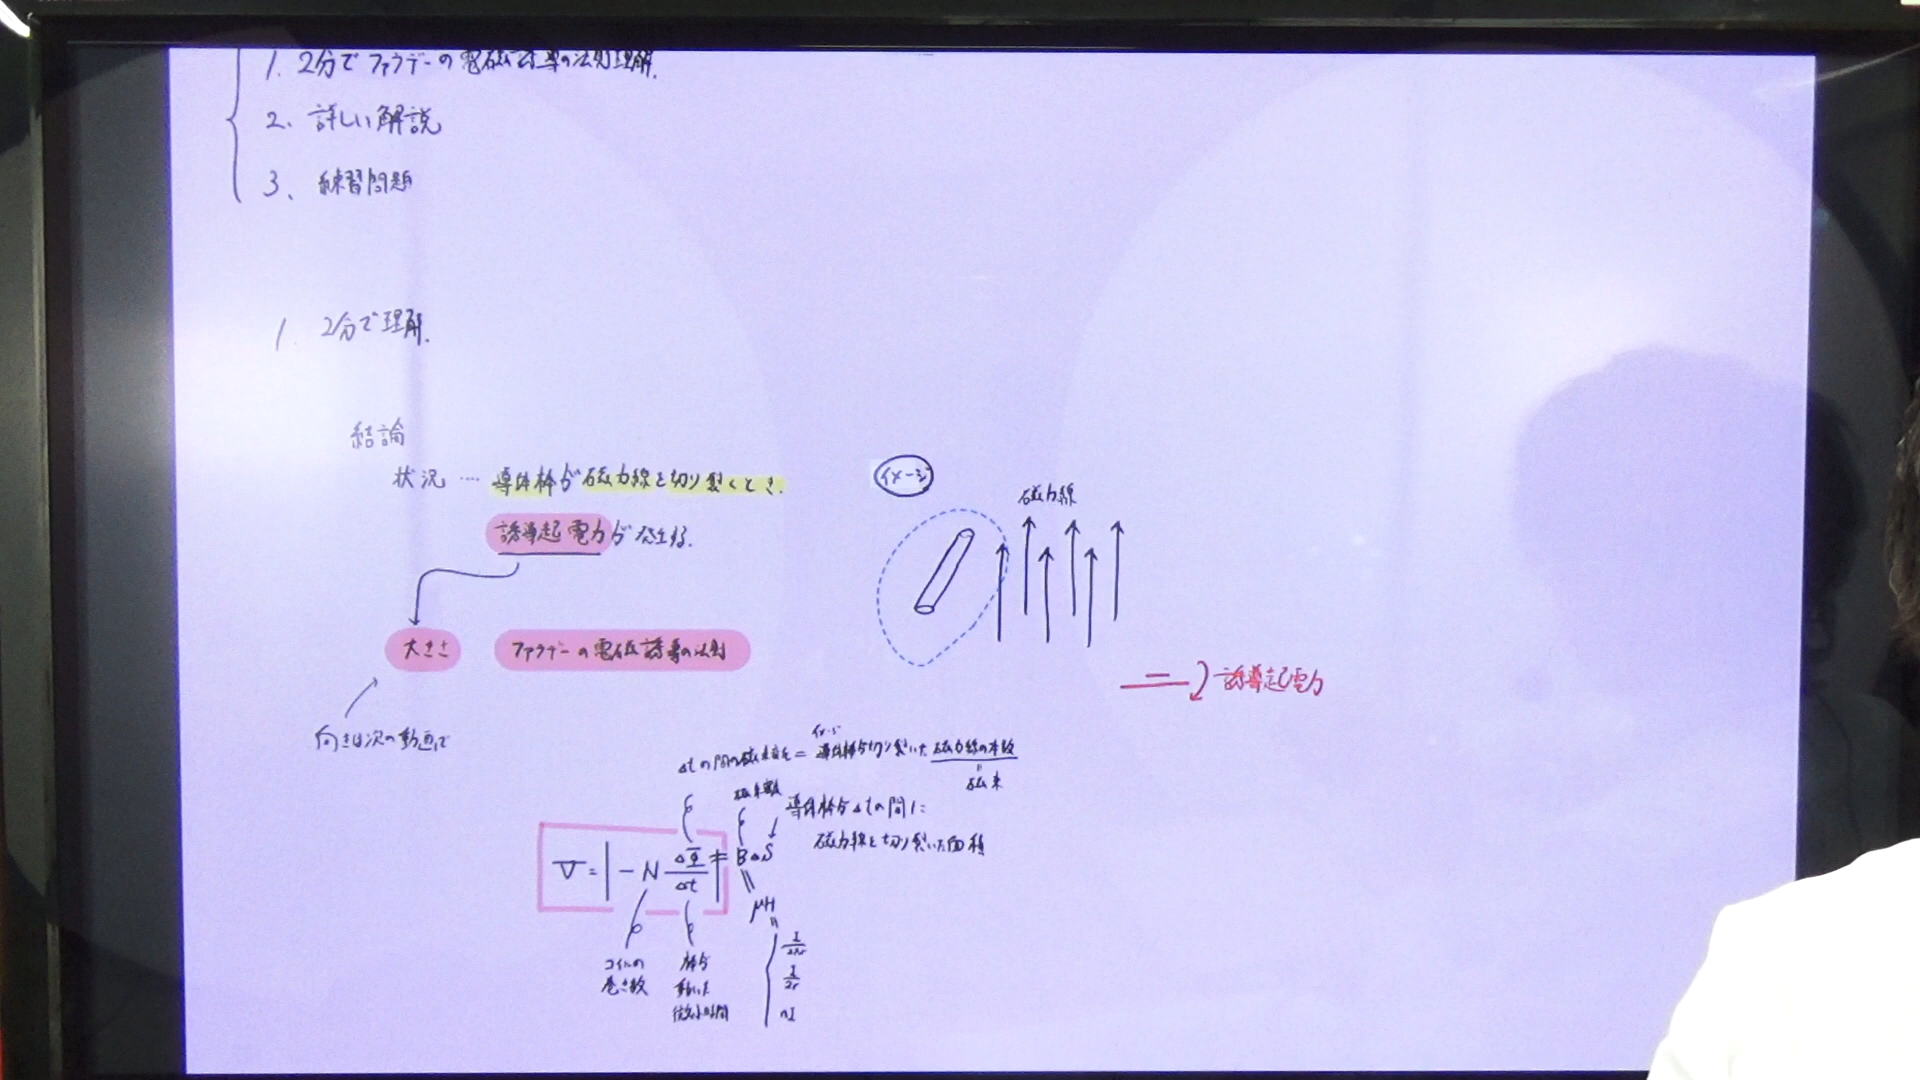 1. 2分でファラデーの電磁誘導の法則理解.
2. 詳しい解説
3. 練習問題
1. 2分で理解.
結論
状況 … 導体棒が磁力線を切り裂くとき.
誘導起電力が発生する.
大きさ ファラデーの電磁誘導の法則
向きは次の動画で
イメージ
磁力線
誘導起電力
イメージ
Δtの間の磁束変化 = 導体棒が切り裂いた磁力線の本数
磁束
導体棒がΔtの間に
磁力線を切り裂いた面積
V = |-N ΔΦ/Δt| = BΔS
μH
I/2πr
I/2r
nI
コイルの
巻き数
棒が
動いた
微小時間